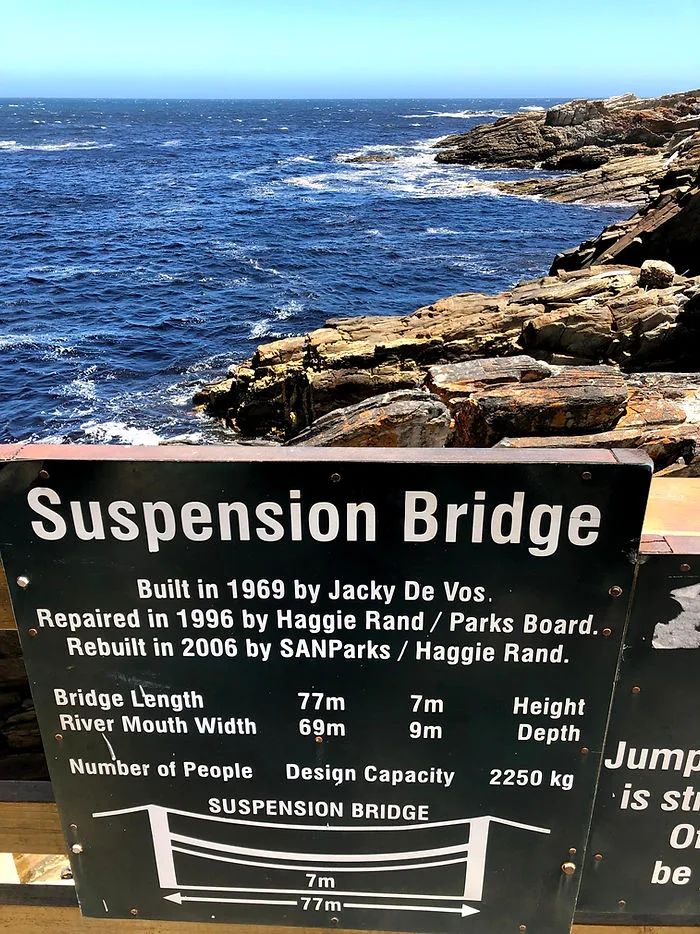 Suspension Bridge
Built in 1969 by Jacky De Vos.
Repaired in 1996 by Haggie Rand / Parks Board.
Rebuilt in 2006 by SANParks / Haggie Rand.
Bridge Length 77m 7m Height
River Mouth Width 69m 9m Depth
Number of People Design Capacity 2250 kg
SUSPENSION BRIDGE
7m
77m
Jump
is
be